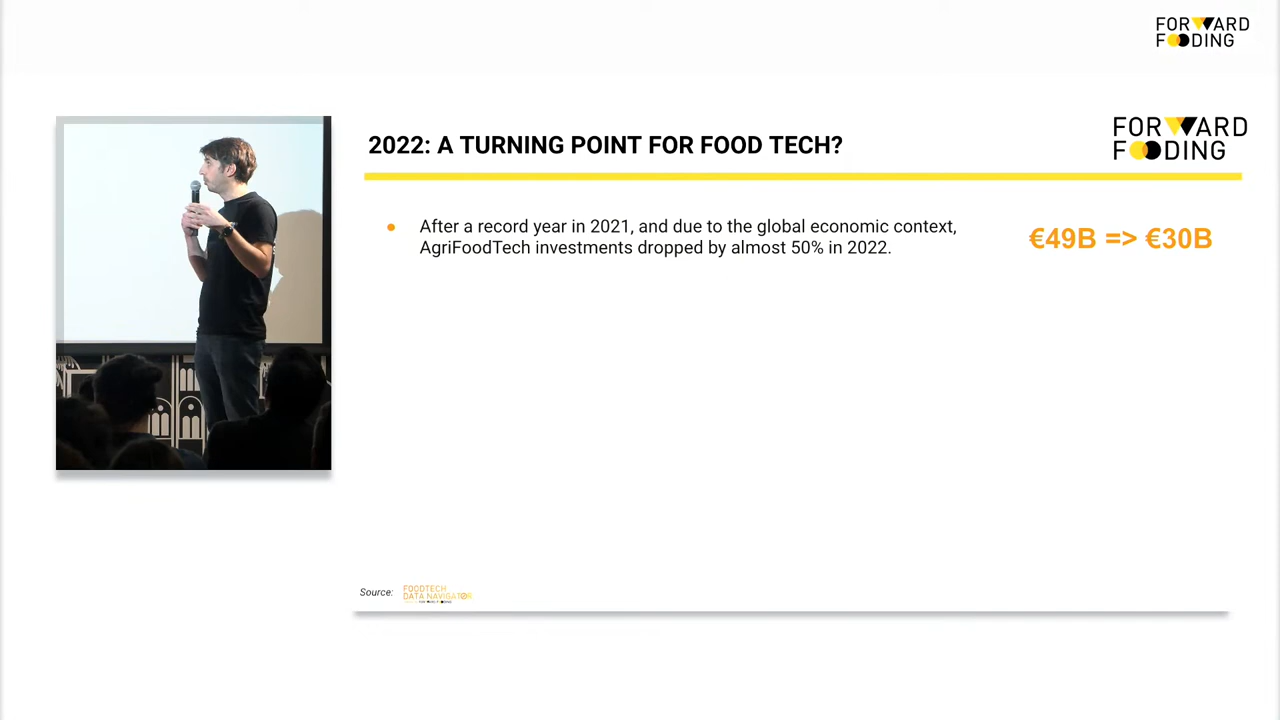 FORWARD
FOODING
FORWARD
FOODING
2022: A TURNING POINT FOR FOOD TECH?
• After a record year in 2021, and due to the global economic context,
AgriFoodTech investments dropped by almost 50% in 2022.
€49B => €30B
Source:
FOODTECH
DATA NAVIGATOR